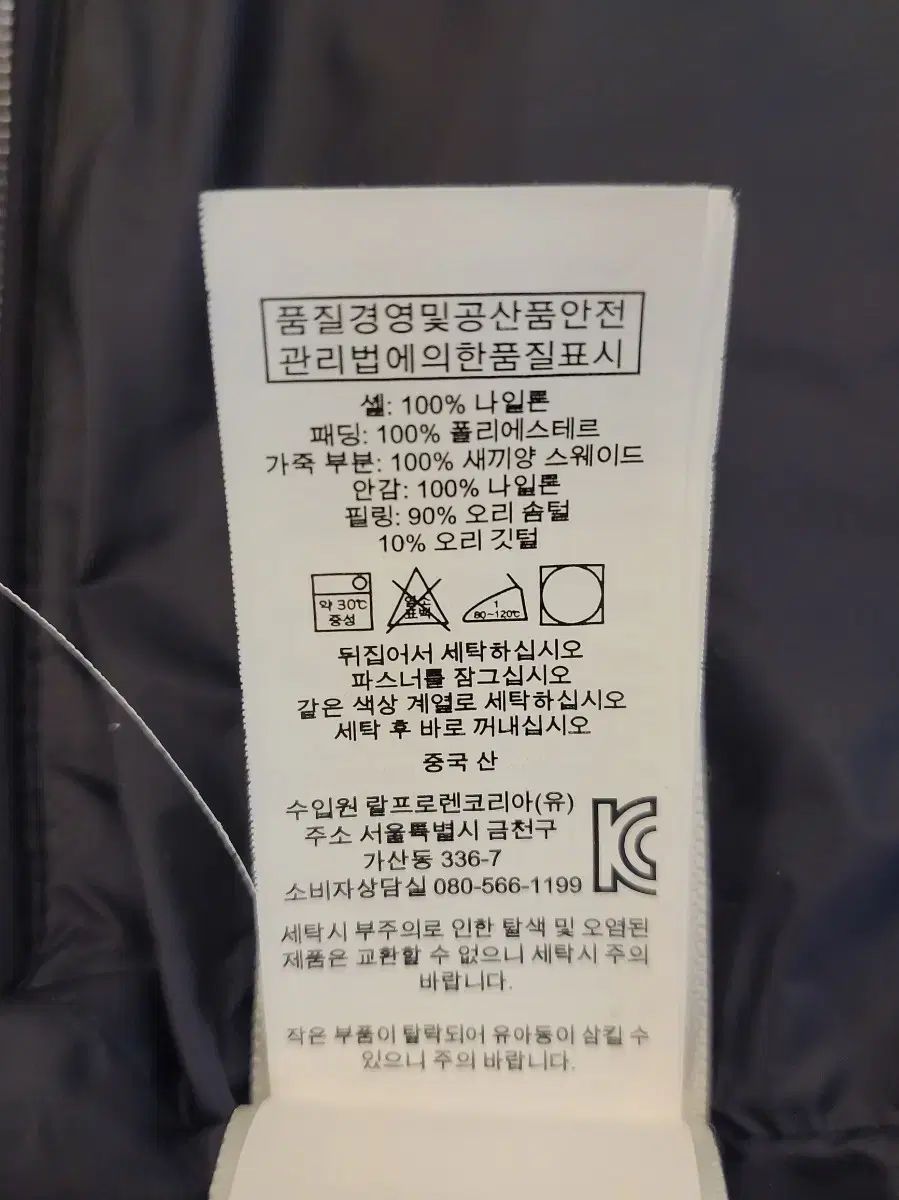 품질경영및공산품안전
관리법에의한품질표시
셸: 100% 나일론
패딩: 100% 폴리에스테르
가죽 부분: 100% 새끼양 스웨이드
안감: 100% 나일론
필링: 90% 오리 솜털
10% 오리 깃털
약 30℃
중성
염소
표백
1
80~120℃
뒤집어서 세탁하십시오
파스너를 잠그십시오
같은 색상 계열로 세탁하십시오
세탁 후 바로 꺼내십시오
중국 산
수입원 랄프로렌코리아(유)
주소 서울특별시 금천구
가산동 336-7
소비자상담실 080-566-1199
세탁시 부주의로 인한 탈색 및 오염된
제품은 교환할 수 없으니 세탁시 주의
바랍니다.
작은 부품이 탈락되어 유아동이 삼킬 수
있으니 주의 바랍니다.